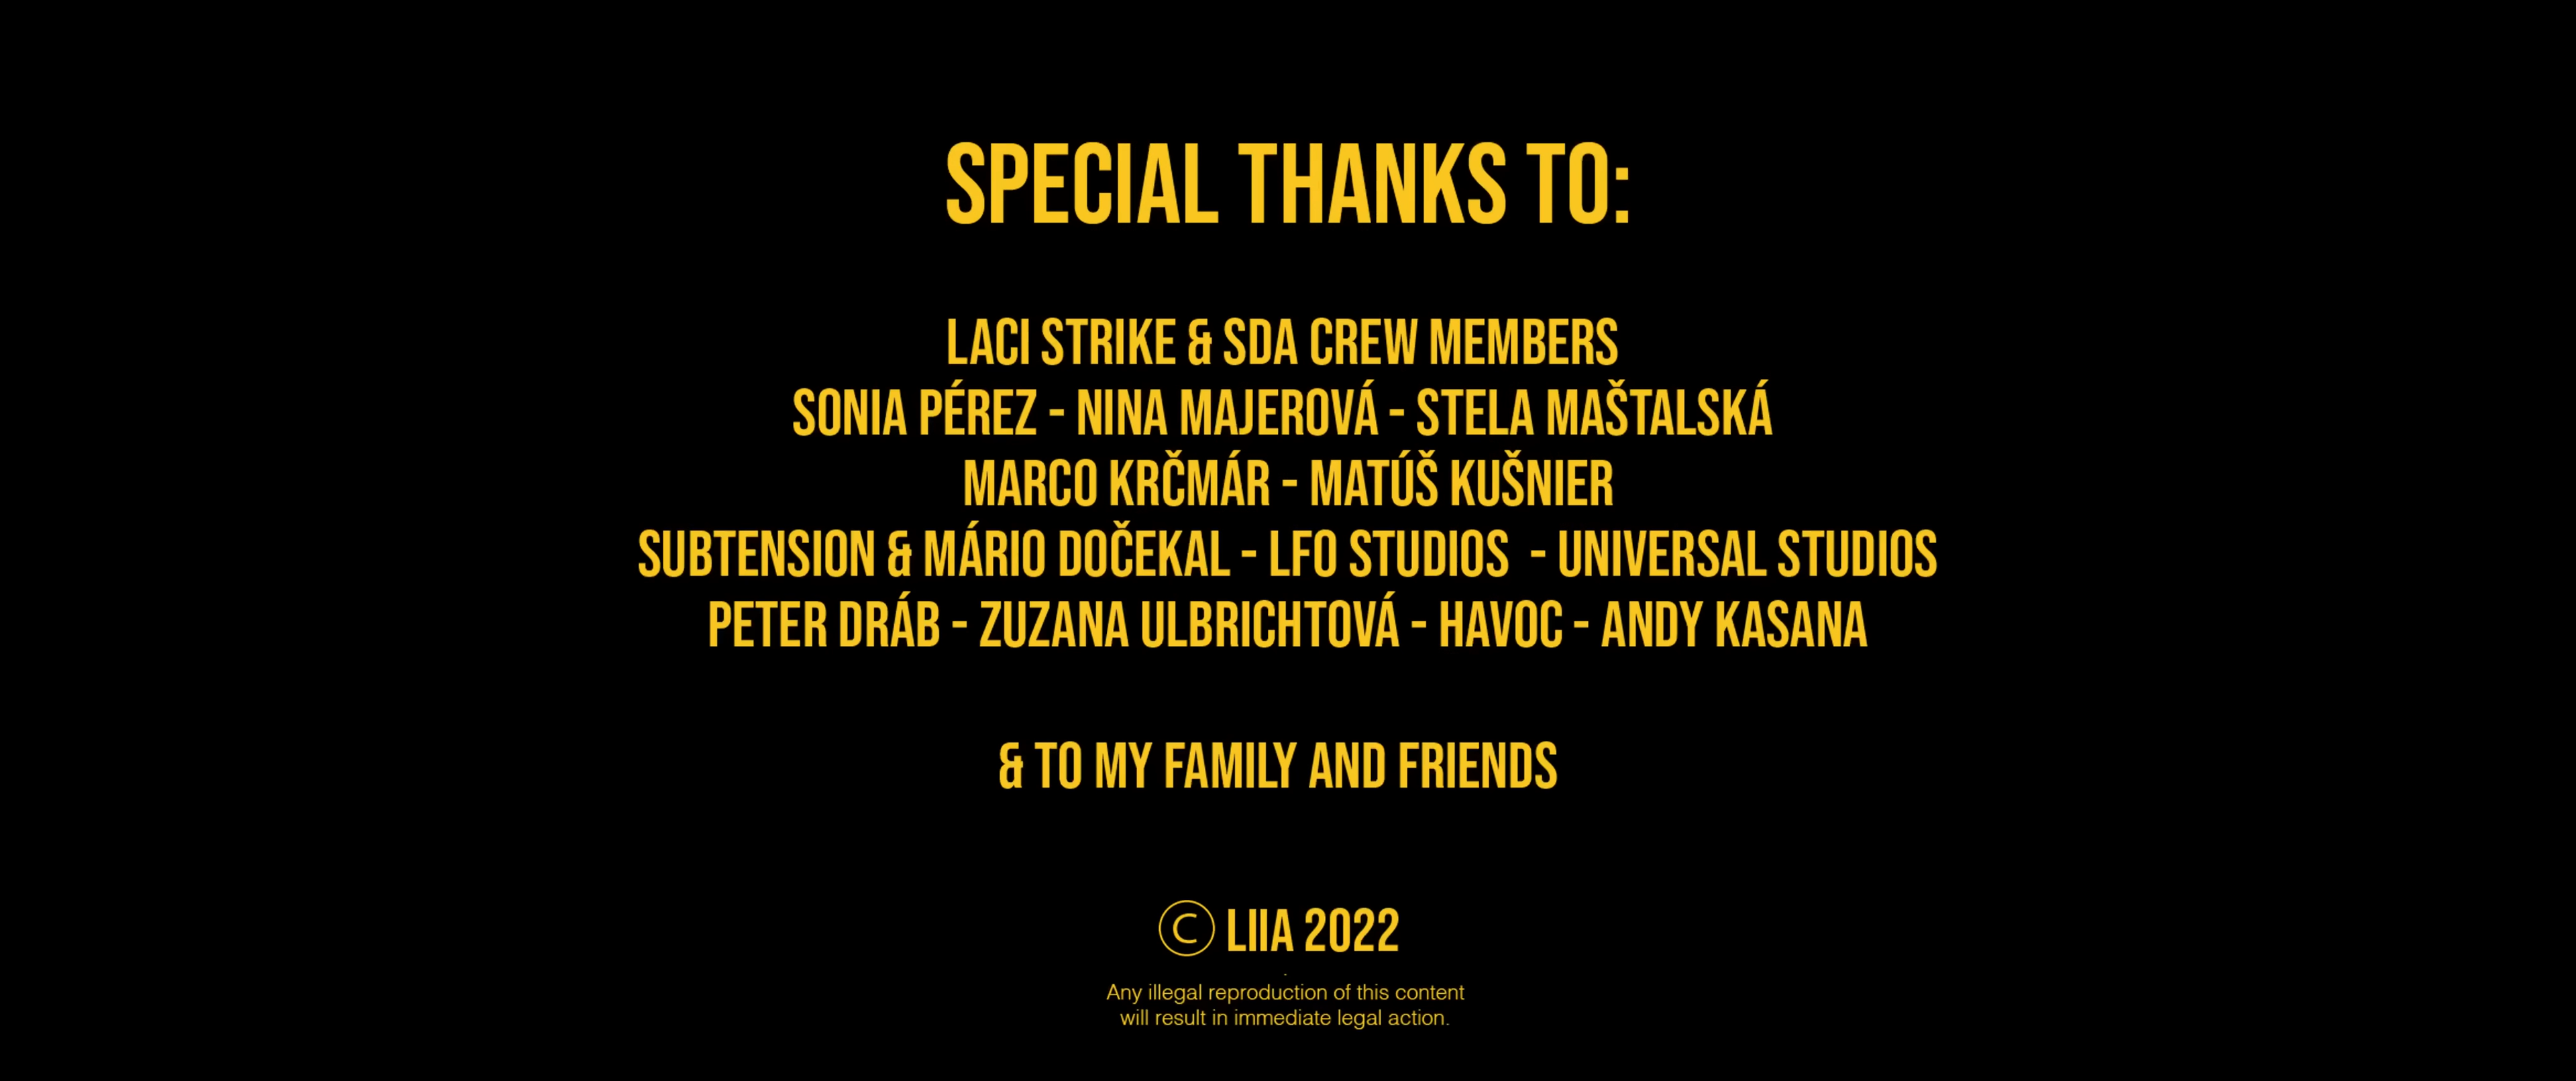 SPECIAL THANKS TO:
LACI STRIKE & SDA CREW MEMBERS
SONIA PÉREZ - NINA MAJEROVÁ - STELA MAŠTALSKÁ
MARCO KRČMÁR - MATÚŠ KUŠNIER
SUBTENSION & MÁRIO DOČEKAL - LFO STUDIOS - UNIVERSAL STUDIOS
PETER DRÁB - ZUZANA ULBRICHTOVÁ - HAVOC - ANDY KASANA
& TO MY FAMILY AND FRIENDS
© LIIA 2022
Any illegal reproduction of this content
will result in immediate legal action.